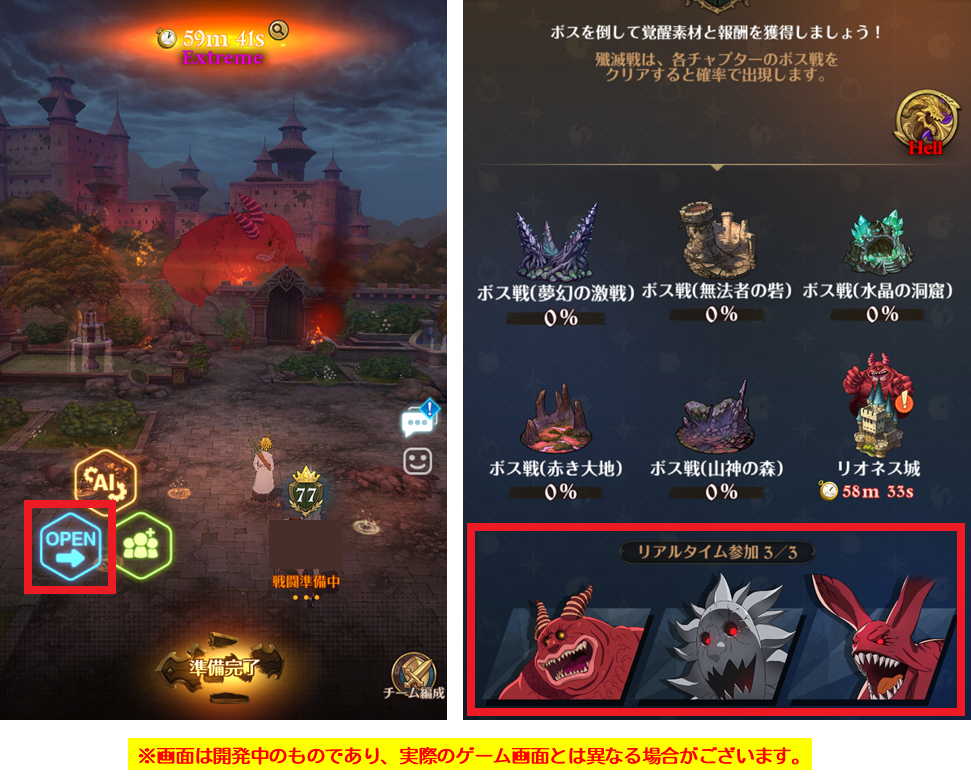 59m 41s
Extreme
AI
OPEN
77
戦闘準備中
準備完了
チーム編成
ボスを倒して覚醒素材と報酬を獲得しましょう！
殲滅戦は、各チャプターのボス戦を
クリアすると確率で出現します。
Hell
ボス戦(夢幻の激戦)
0%
ボス戦(無法者の砦)
0%
ボス戦(水晶の洞窟)
0%
ボス戦(赤き大地)
0%
ボス戦(山神の森)
0%
リオネス城
58m 33s
リアルタイム参加 3／3
※画面は開発中のものであり、実際のゲーム画面とは異なる場合がございます。